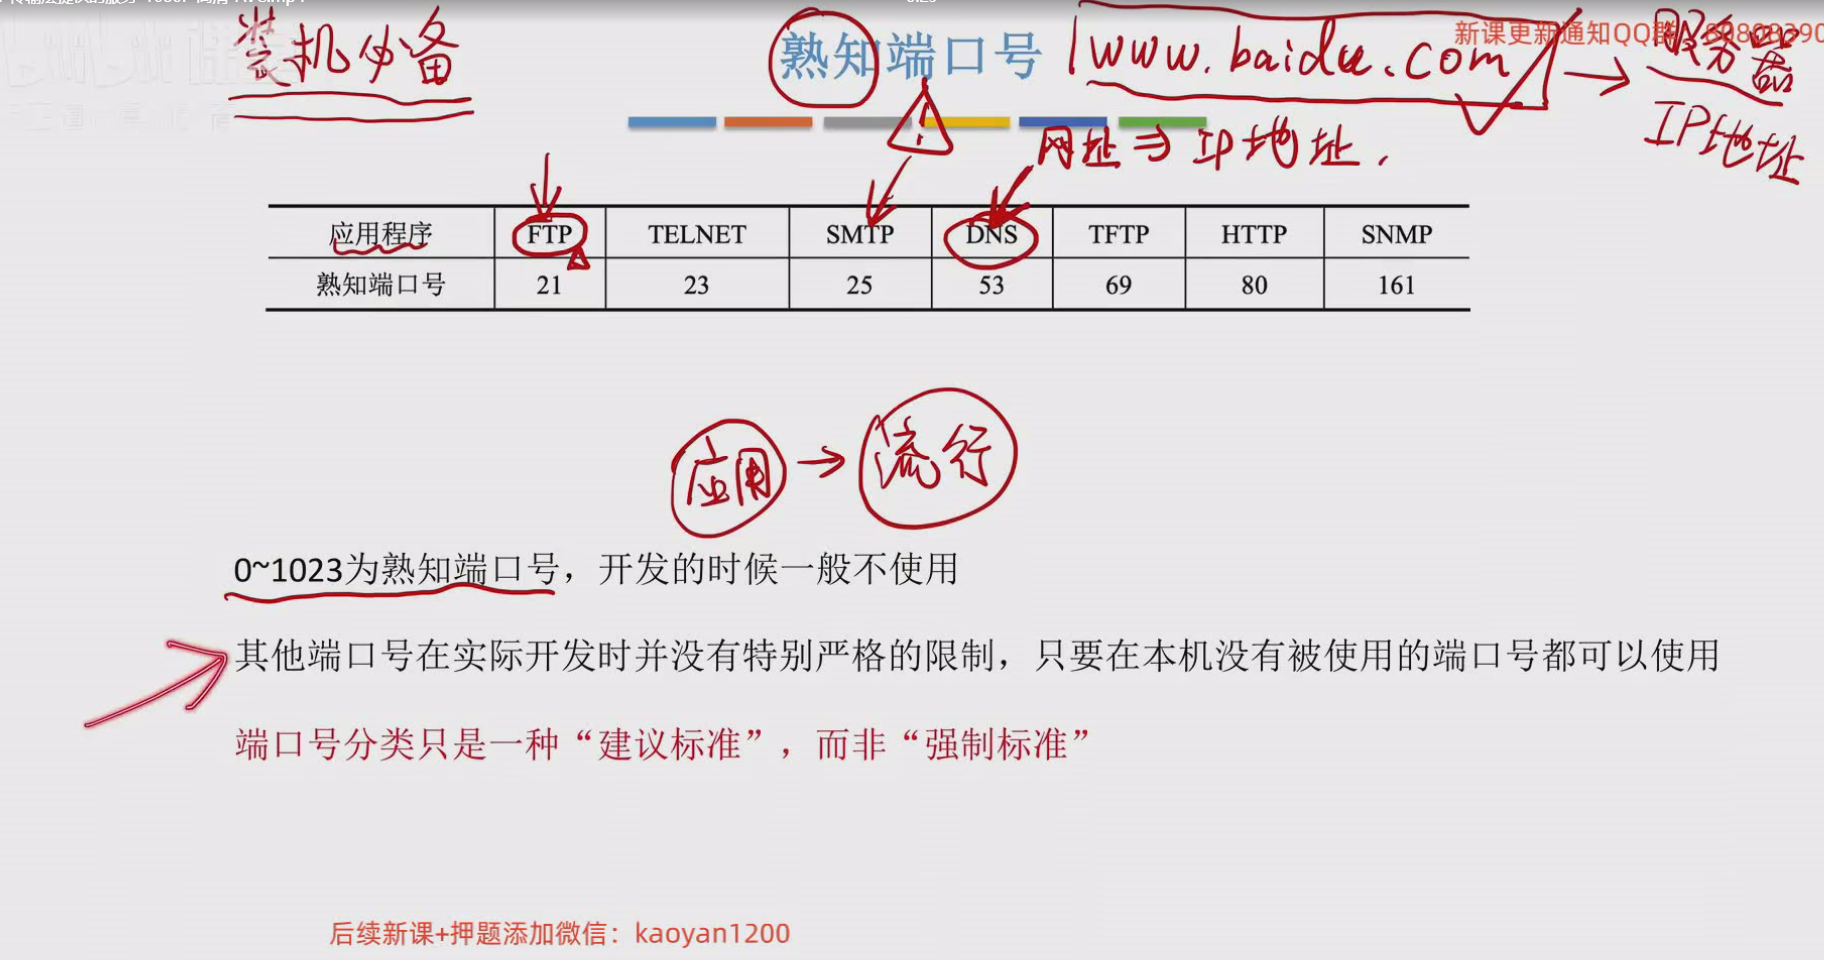 装机必备
熟知端口号
www.baidu.com
新课更新通知QQ群
服务器
IP地址
网址⇒IP地址.
应用程序 FTP TELNET SMTP DNS TFTP HTTP SNMP
熟知端口号 21 23 25 53 69 80 161
应用→流行
0~1023为熟知端口号，开发的时候一般不使用
其他端口号在实际开发时并没有特别严格的限制，只要在本机没有被使用的端口号都可以使用
端口号分类只是一种“建议标准”，而非“强制标准”
后续新课+押题添加微信：kaoyan1200